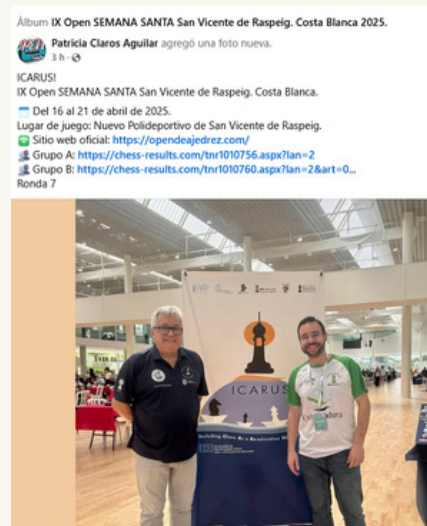 Álbum IX Open SEMANA SANTA San Vicente de Raspeig. Costa Blanca 2025.
Patricia Claros Aguilar agregó una foto nueva.
3 h ·
ICARUS!
IX Open SEMANA SANTA San Vicente de Raspeig. Costa Blanca.
Del 16 al 21 de abril de 2025.
Lugar de juego: Nuevo Polideportivo de San Vicente de Raspeig.
Sitio web oficial: https://opendeajedrez.com/
Grupo A: https://chess-results.com/tnr1010756.aspx?lan=2
Grupo B: https://chess-results.com/tnr1010760.aspx?lan=2&art=0...
Ronda 7
ICARUS
Including Chess As a Reeducation